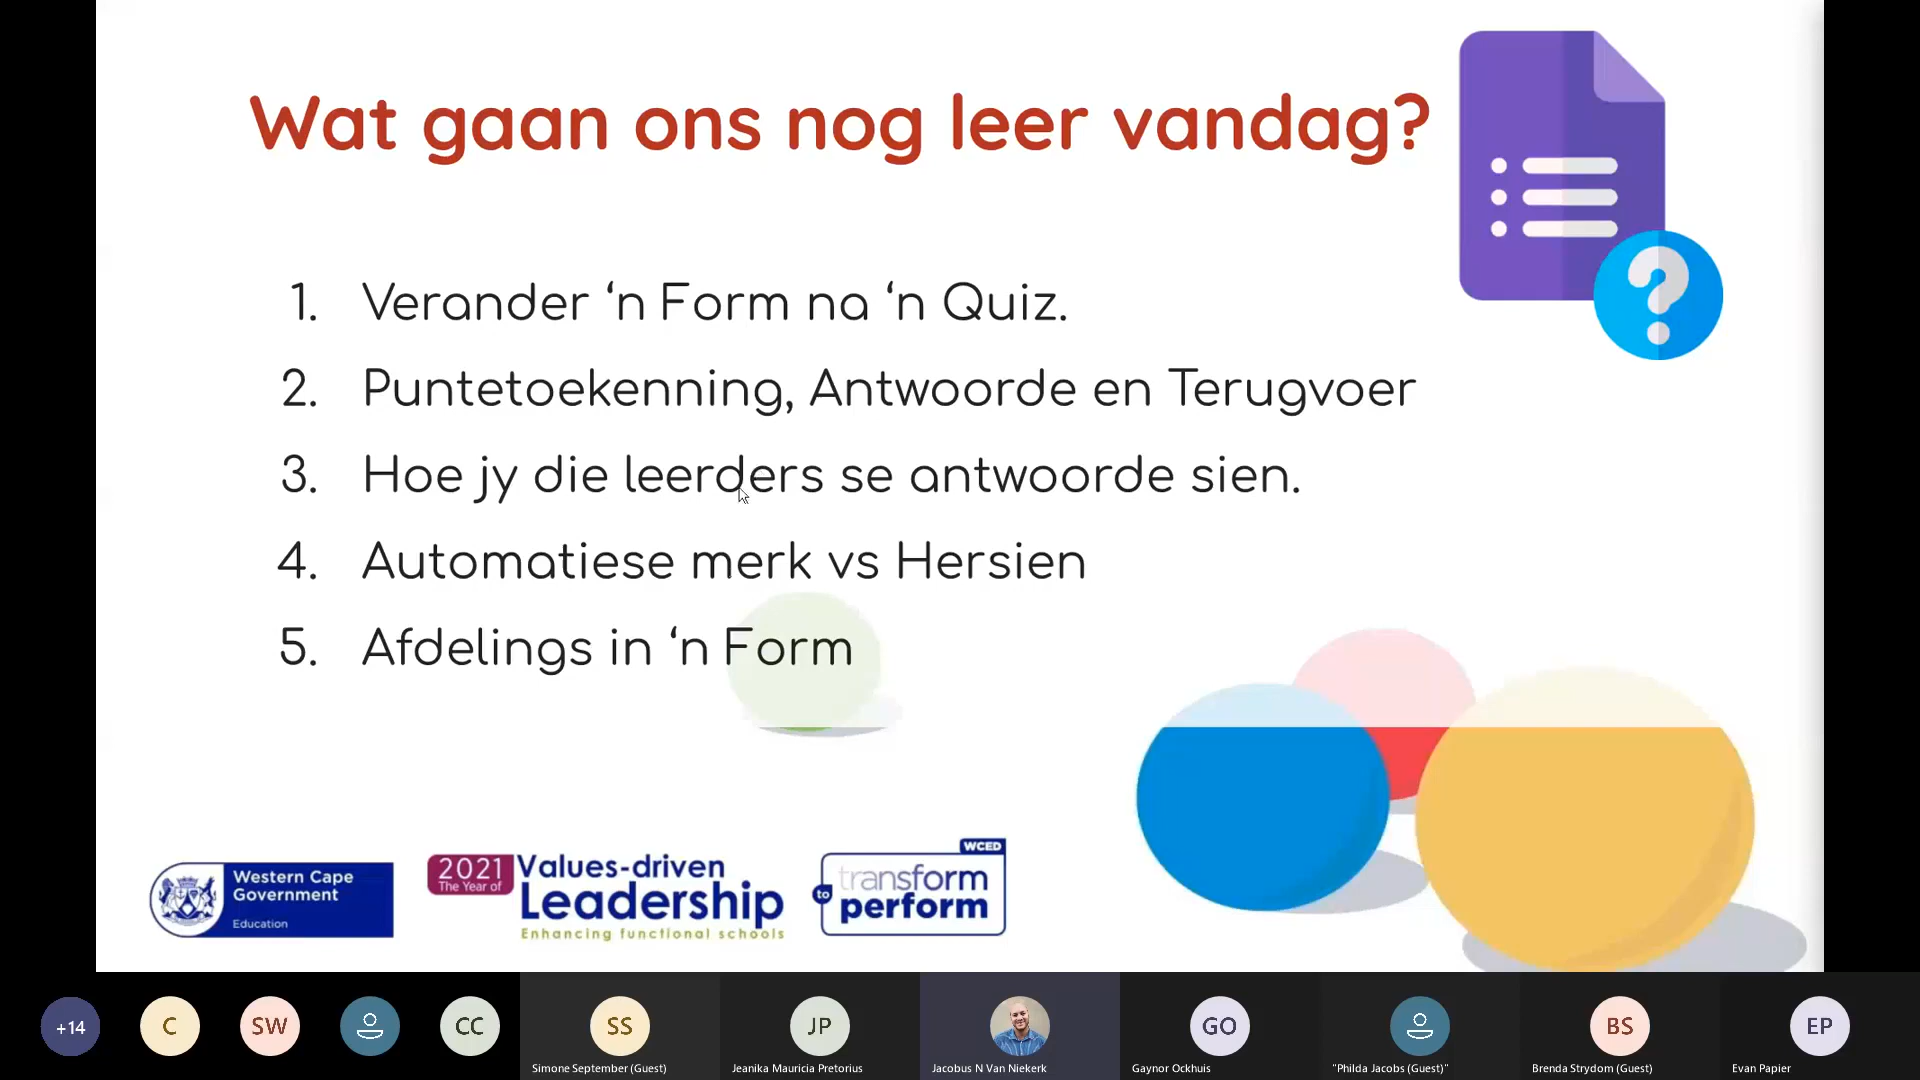 Wat gaan ons nog leer vandag?
1. Verander ‘n Form na ‘n Quiz.
2. Puntetoekenning, Antwoorde en Terugvoer
3. Hoe jy die leerders se antwoorde sien.
4. Automatiese merk vs Hersien
5. Afdelings in ‘n Form
Western Cape
Government
Education
2021
The Year of
Values-driven
Leadership
Enhancing functional schools
WCED
transform
to
perform
+14
C
SW
CC
SS
JP
GO
BS
EP
Simone September (Guest)
Jeanika Mauricia Pretorius
Jacobus N Van Niekerk
Gaynor Ockhuis
"Philda Jacobs (Guest)"
Brenda Strydom (Guest)
Evan Papier